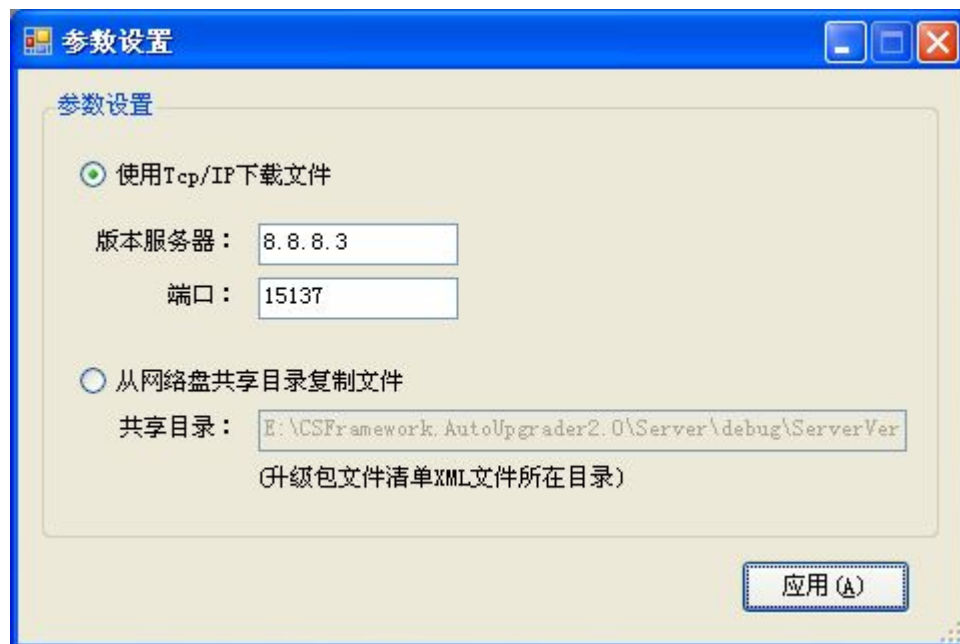 参数设置
参数设置
使用Tcp/IP下载文件
版本服务器： 8.8.8.3
端口： 15137
从网络盘共享目录复制文件
共享目录： E:\CSFramework.AutoUpgrader2.0\Server\debug\ServerVer
(升级包文件清单XML文件所在目录)
应用(A)